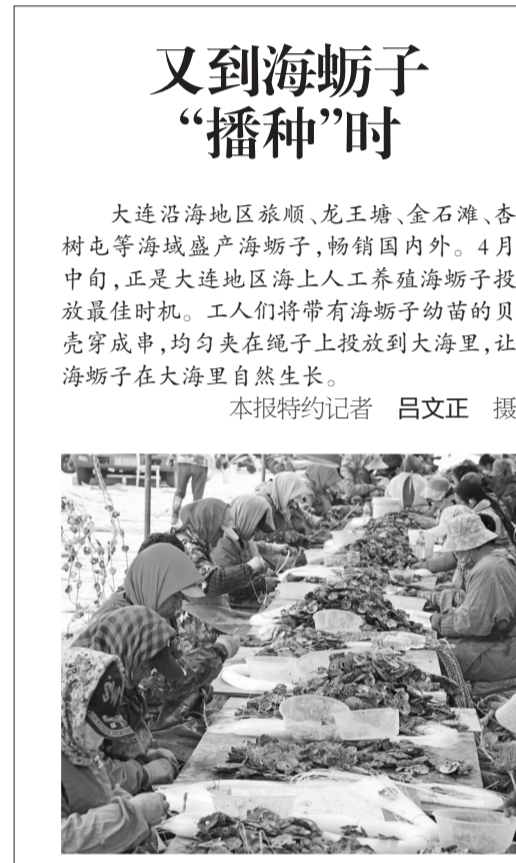 又到海蛎子
“播种”时
大连沿海地区旅顺、龙王塘、金石滩、杏
树屯等海域盛产海蛎子,畅销国内外。4月
中旬,正是大连地区海上人工养殖海蛎子投
放最佳时机。工人们将带有海蛎子幼苗的贝
壳穿成串,均匀夹在绳子上投放到大海里,让
海蛎子在大海里自然生长。
本报特约记者 吕文正 摄